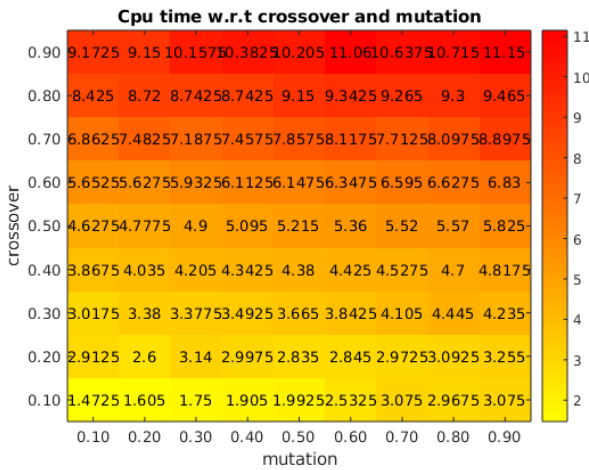 Cpu time w.r.t crossover and mutation
0.90 9.1725 9.15 10.1575 10.3825 10.205 11.06 10.6375 10.715 11.15
0.80 8.425 8.72 8.7425 8.7425 9.15 9.3425 9.265 9.3 9.465
0.70 6.8625 7.4825 7.1875 7.4575 7.8575 8.1175 7.7125 8.0975 8.8975
0.60 5.6525 5.6275 5.9325 6.1125 6.1475 6.3475 6.595 6.6275 6.83
0.50 4.6275 4.7775 4.9 5.095 5.215 5.36 5.52 5.57 5.825
0.40 3.8675 4.035 4.205 4.3425 4.38 4.425 4.5275 4.7 4.8175
0.30 3.0175 3.38 3.3775 3.4925 3.665 3.8425 4.105 4.445 4.235
0.20 2.9125 2.6 3.14 2.9975 2.835 2.845 2.9725 3.0925 3.255
0.10 1.4725 1.605 1.75 1.905 1.9925 2.5325 3.075 2.9675 3.075
0.10 0.20 0.30 0.40 0.50 0.60 0.70 0.80 0.90
mutation
crossover
11
10
9
8
7
6
5
4
3
2